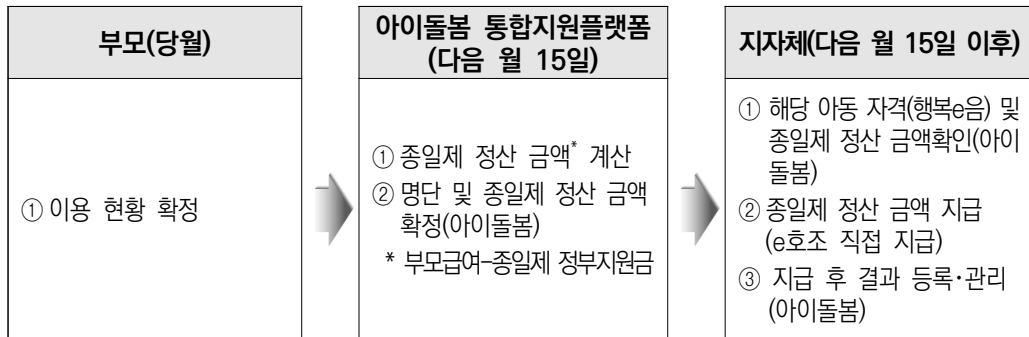 부모(당월)
① 이용 현황 확정
아이돌봄 통합지원플랫폼
(다음 월 15일)
① 종일제 정산 금액* 계산
② 명단 및 종일제 정산 금액
확정(아이돌봄)
* 부모급여-종일제 정부지원금
지자체(다음 월 15일 이후)
① 해당 아동 자격(행복e음) 및
종일제 정산 금액확인(아이
돌봄)
② 종일제 정산 금액 지급
(e호조 직접 지급)
③ 지급 후 결과 등록·관리
(아이돌봄)